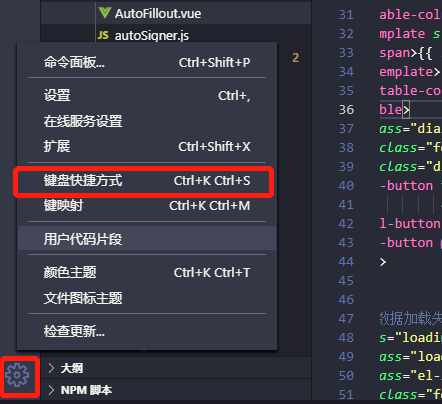 AutoFillout.vue
JS autoSigner.js
2
命令面板... Ctrl+Shift+P
设置 Ctrl+,
在线服务设置
扩展 Ctrl+Shift+X
键盘快捷方式 Ctrl+K Ctrl+S
键映射 Ctrl+K Ctrl+M
用户代码片段
颜色主题 Ctrl+K Ctrl+T
文件图标主题
检查更新...
大纲
NPM 脚本
31 able-col
32 mplate s
33 span>{{
34 emplate>
35 table-co
36 ble>
37 ass="dia
38 class="f
39 class="d
40 -button
41
42 l-button
43 -button
44 >
45
46
47 数据加载
48 s="loadin
49 ass="loa
50 ass="el-
51 class="f